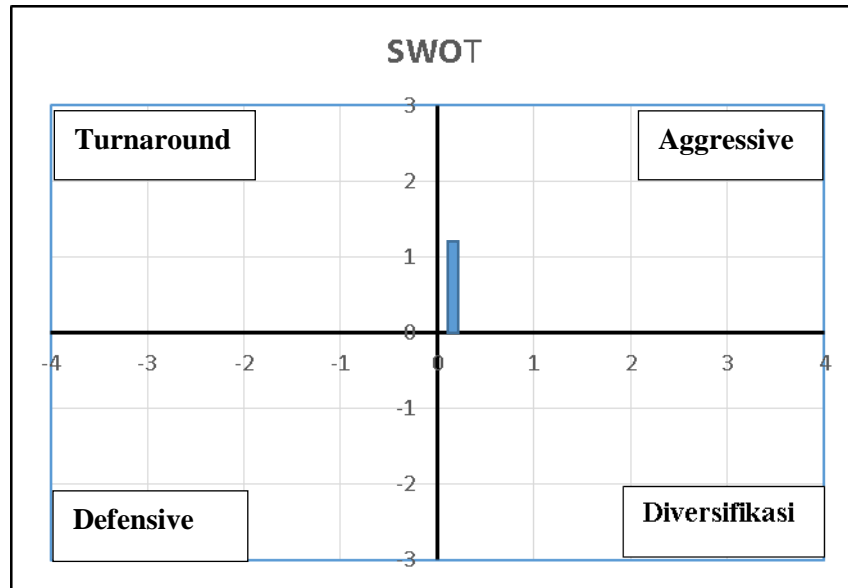 SWOT
3
Turnaround
Aggressive
2
1
0
-4 -3 -2 -1 0 1 2 3 4
-1
-2
Defensive
Diversifikasi
-3